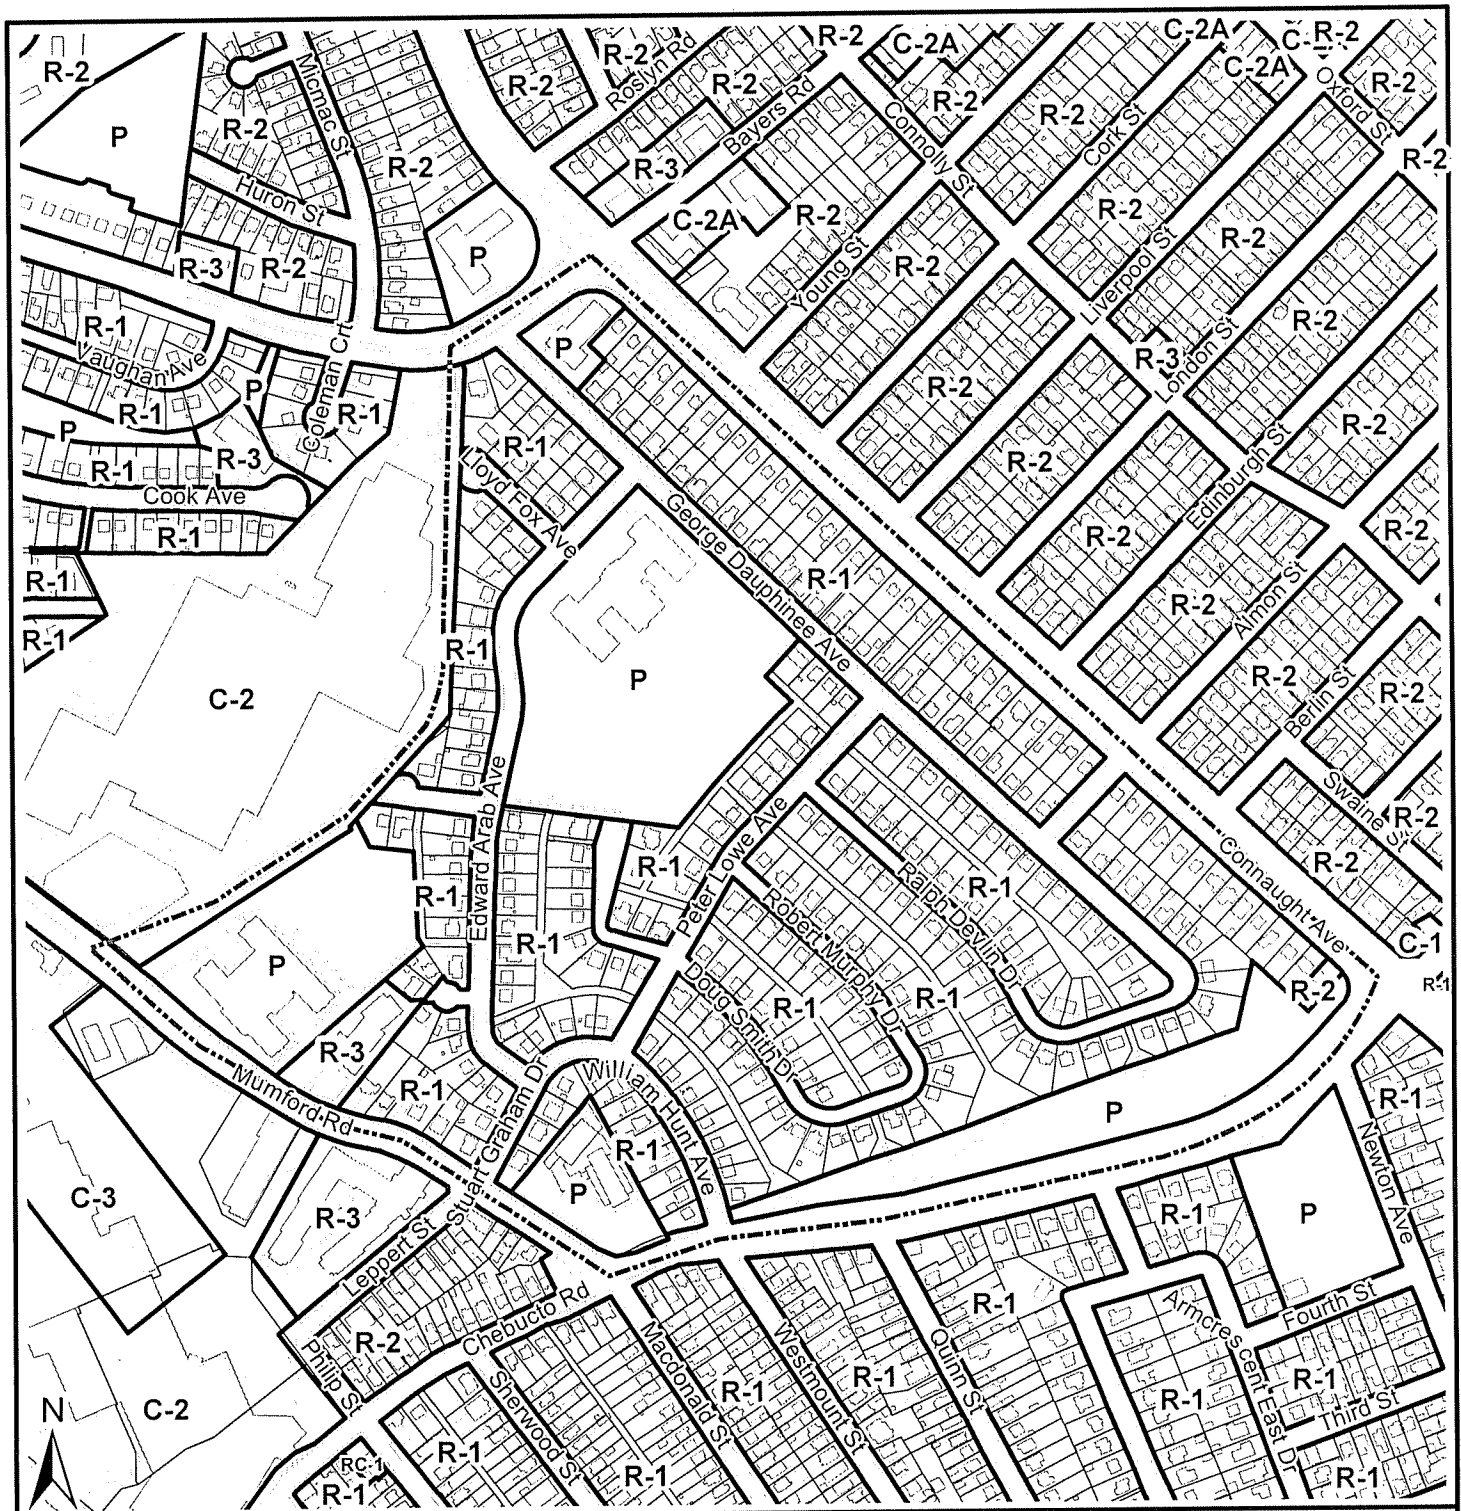 R-2
R-2
C-2A
C-2A
C-
R-2
Roslyn Rd
R-2
P
Micmac St
R-2
R-2
Bayers Rd
R-2
R-2
Cork St
C-2A
Oxford St
R-2
R-2
R-2
R-3
Connolly St
R-2
Huron St
R-2
C-2A
R-2
R-2
Liverpool St
R-2
R-3
R-2
P
Young St
R-2
R-1
Vaughan Ave
Coleman Crt
P
R-2
R-3
London St
R-2
P
R-1
R-1
R-2
P
R-1
R-3
R-1
Lloyd Fox Ave
R-2
Edinburgh St
Cook Ave
R-1
George Dauphinee Ave
R-2
R-2
R-1
R-1
R-2
Almon St
R-1
R-1
P
C-2
R-2
Berlin St
R-2
Edward Arab Ave
Peter Lowe Ave
Swaine St
R-2
R-1
R-1
R-1
Ralph Devlin Dr
R-1
Connaught Ave
R-2
R-1
Robert Murphy Dr
C-1
P
Doug Smith Dr
R-1
R-1
R-2
R-1
R-3
Mumford Rd
R-1
Stuart Graham Dr
William Hunt Ave
P
R-1
Newton Ave
R-1
P
C-3
R-3
Leppert St
R-1
P
R-2
Chebucto Rd
R-1
Armcrescent East Dr
Fourth St
Philip St
Sherwood St
Macdonald St
Westmount St
Quinn St
C-2
R-1
R-1
R-1
R-1
Third St
N
RC-1
R-1
R-1
R-1
R-1